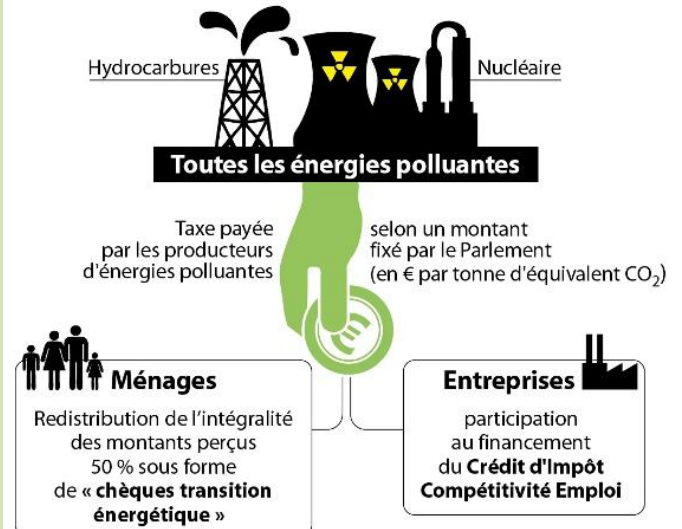 Hydrocarbures
Nucléaire
Toutes les énergies polluantes
Taxe payée
par les producteurs
d'énergies polluantes
selon un montant
fixé par le Parlement
(en € par tonne d'équivalent CO₂)
€
Ménages
Redistribution de l'intégralité
des montants perçus
50 % sous forme
de « chèques transition
énergétique »
Entreprises
participation
au financement
du Crédit d'Impôt
Compétitivité Emploi